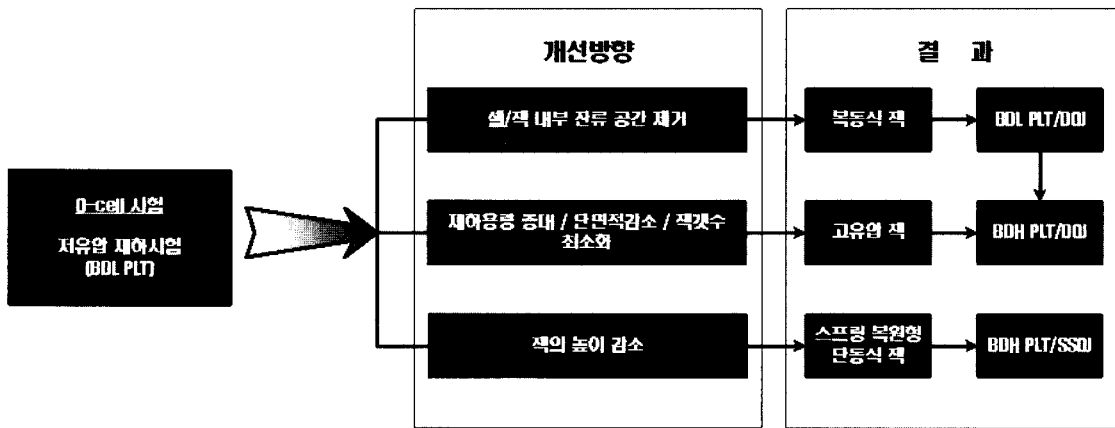 개선방향
결 과
셀/잭 내부 잔류 공간 제거
복동식 잭
BDL PLT/DOJ
O-cell 시험
저유압 재하시험
(BDL PLT)
재하용량 증대 / 단면적감소 / 잭갯수
최소화
고유압 잭
BDH PLT/DOJ
잭의 높이 감소
스프링 복원형
단동식 잭
BDH PLT/SSOJ